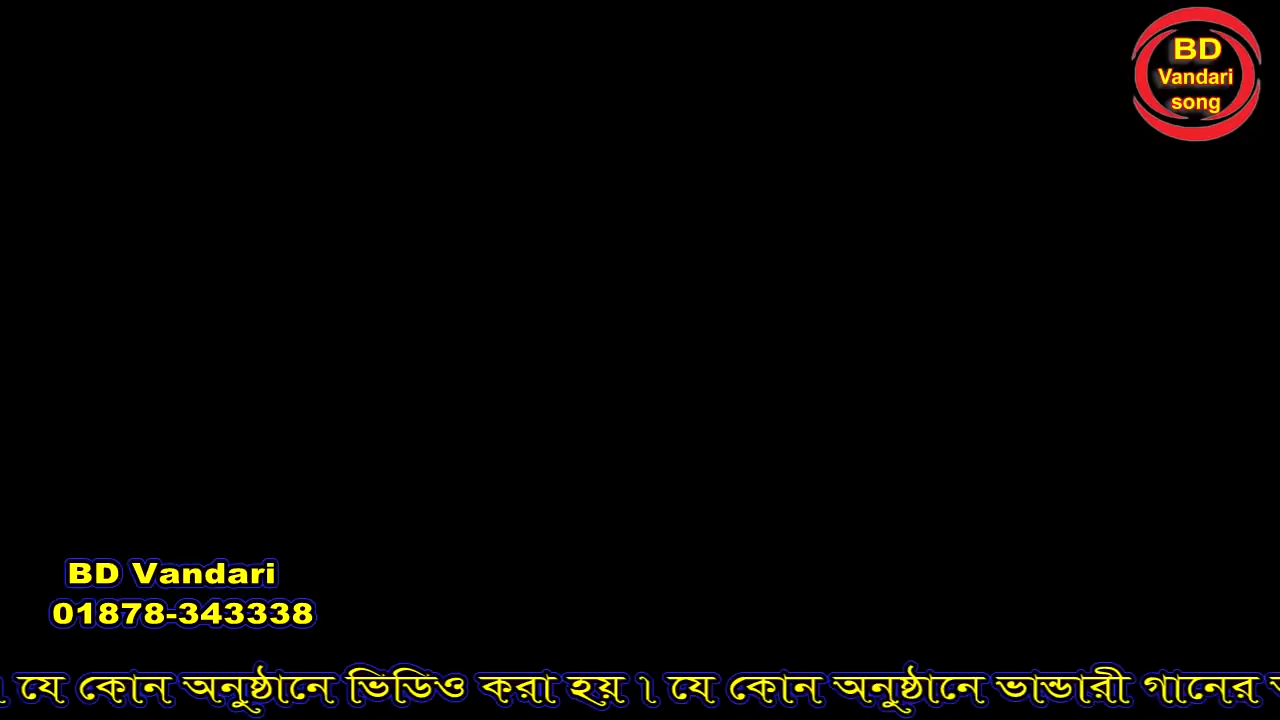 BD
Vandari
song
BD Vandari
01878-343338
। যে কোন অনুষ্ঠানে ভিডিও করা হয় । যে কোন অনুষ্ঠানে ভান্ডারী গানের